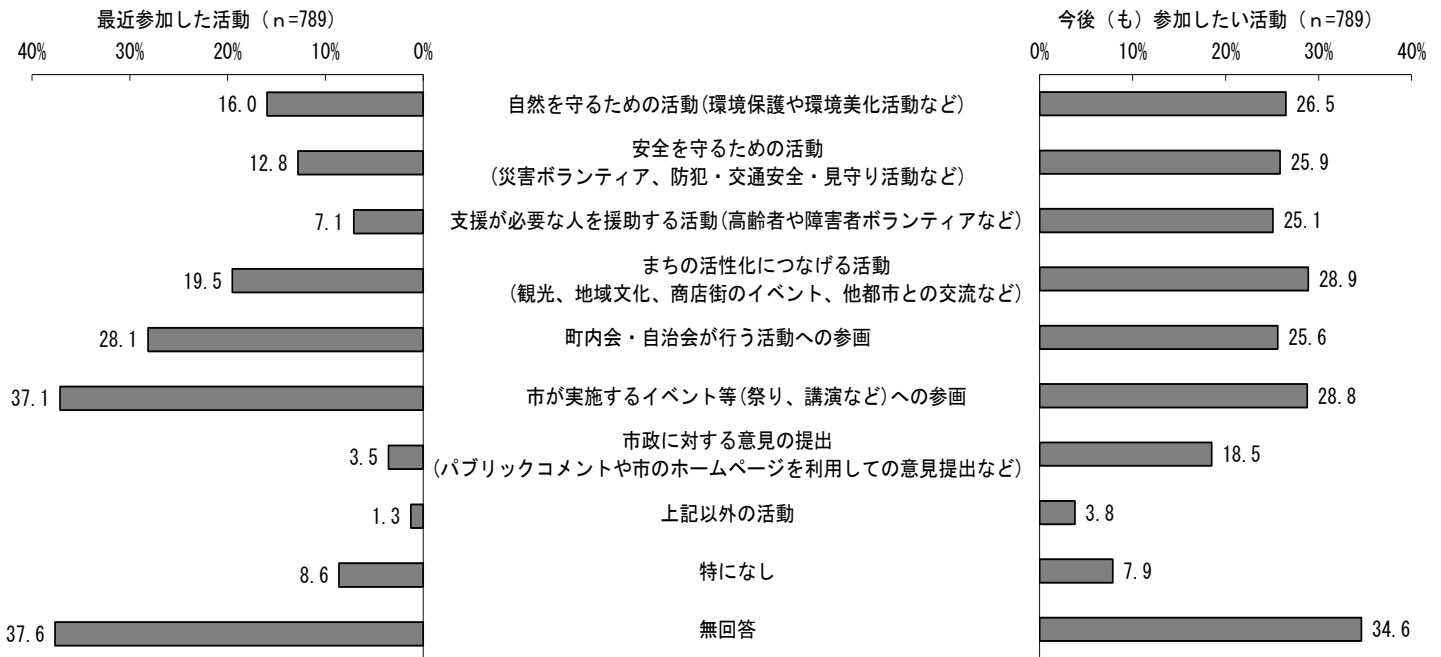 最近参加した活動（ｎ=789）
今後（も）参加したい活動（ｎ=789）
40% 30% 20% 10% 0%
0% 10% 20% 30% 40%
16.0 自然を守るための活動(環境保護や環境美化活動など) 26.5
安全を守るための活動
12.8 (災害ボランティア、防犯・交通安全・見守り活動など) 25.9
7.1 支援が必要な人を援助する活動(高齢者や障害者ボランティアなど) 25.1
まちの活性化につなげる活動
19.5 (観光、地域文化、商店街のイベント、他都市との交流など) 28.9
28.1 町内会・自治会が行う活動への参画 25.6
37.1 市が実施するイベント等(祭り、講演など)への参画 28.8
市政に対する意見の提出
3.5 (パブリックコメントや市のホームページを利用しての意見提出など) 18.5
1.3 上記以外の活動 3.8
8.6 特になし 7.9
37.6 無回答 34.6